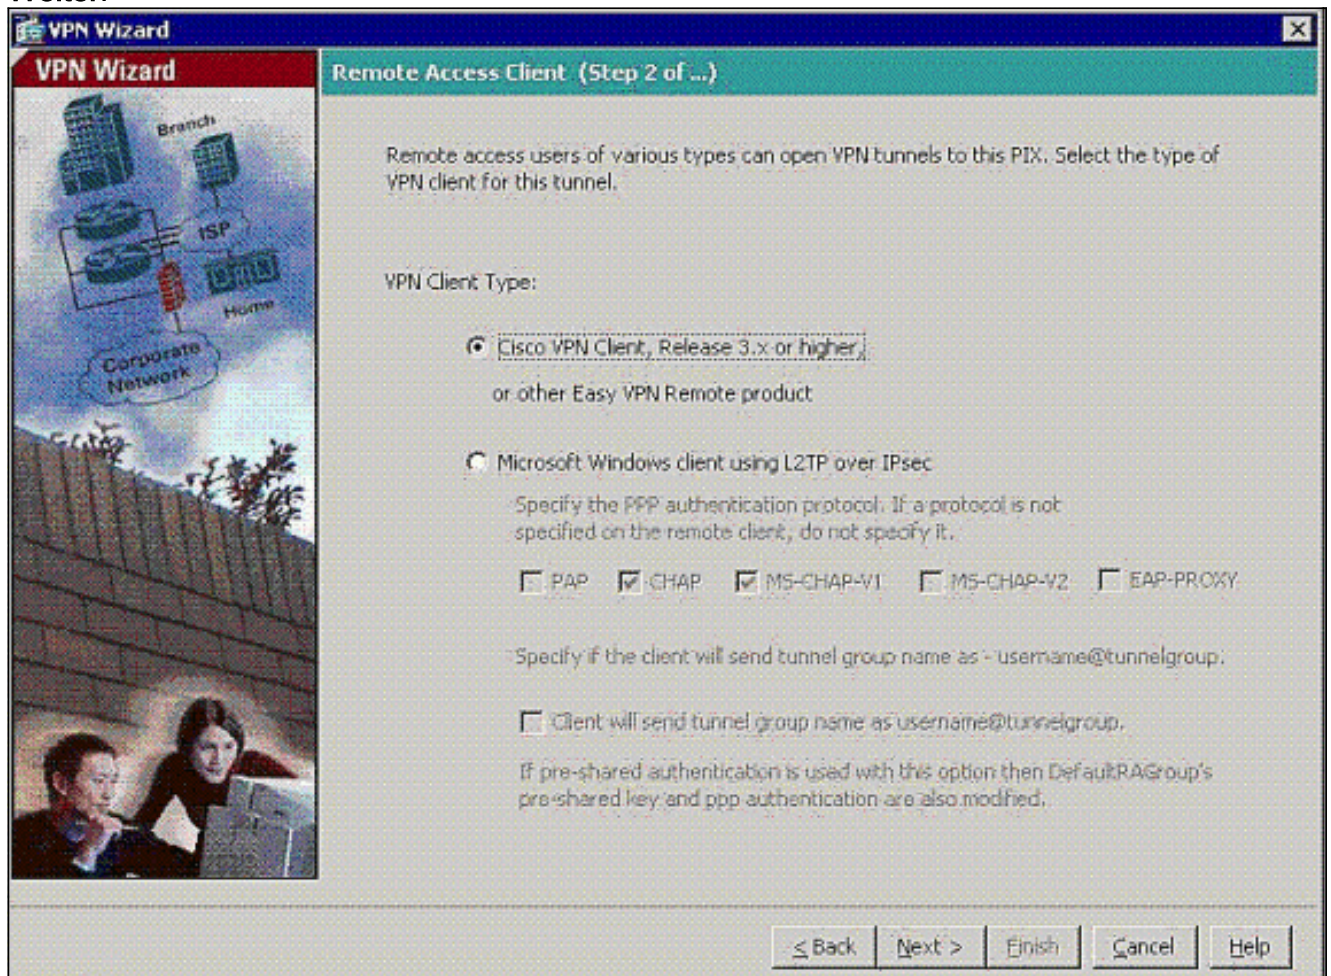 VPN Wizard
VPN Wizard
Remote Access Client (Step 2 of ...)
Branch
ISP
Home
Corporate
Network
Remote access users of various types can open VPN tunnels to this PIX. Select the type of
VPN client for this tunnel.
VPN Client Type:
Cisco VPN Client, Release 3.x or higher,
or other Easy VPN Remote product
Microsoft Windows client using L2TP over IPsec
Specify the PPP authentication protocol. If a protocol is not
specified on the remote client, do not specify it.
PAP CHAP MS-CHAP-V1 MS-CHAP-V2 EAP-PROXY
Specify if the client will send tunnel group name as - username@tunnelgroup.
Client will send tunnel group name as username@tunnelgroup.
If pre-shared authentication is used with this option then DefaultRAGroup's
pre-shared key and ppp authentication are also modified.
< Back Next > Finish Cancel Help